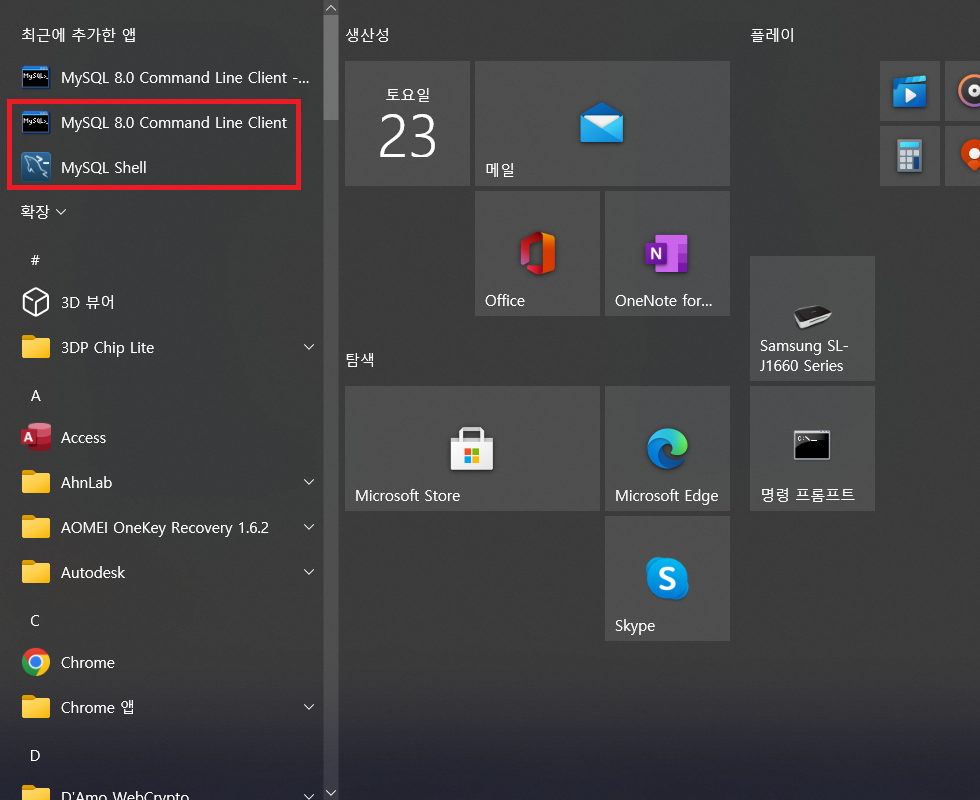 최근에 추가한 앱
MySQL 8.0 Command Line Client -...
MySQL 8.0 Command Line Client
MySQL Shell
확장
#
3D 뷰어
3DP Chip Lite
A
Access
AhnLab
AOMEI OneKey Recovery 1.6.2
Autodesk
C
Chrome
Chrome 앱
D
D'Amo WebCrypto
생산성
토요일
23
메일
Office
OneNote for...
탐색
Microsoft Store
Microsoft Edge
Skype
플레이
Samsung SL-
J1660 Series
명령 프롬프트